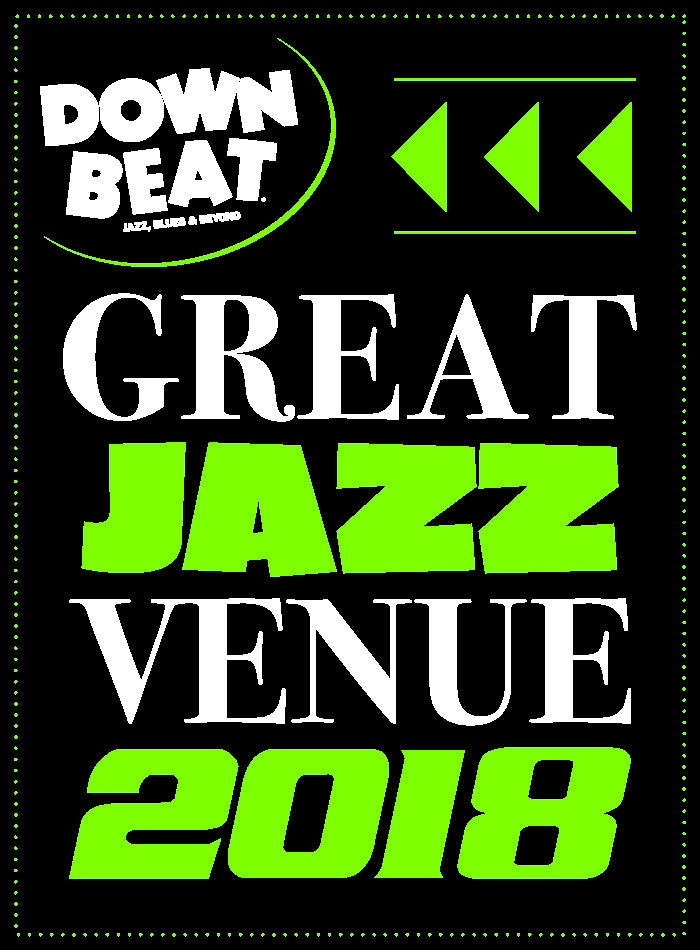 DOWN
BEAT.
JAZZ, BLUES & BEYOND
GREAT
JAZZ
VENUE
2018